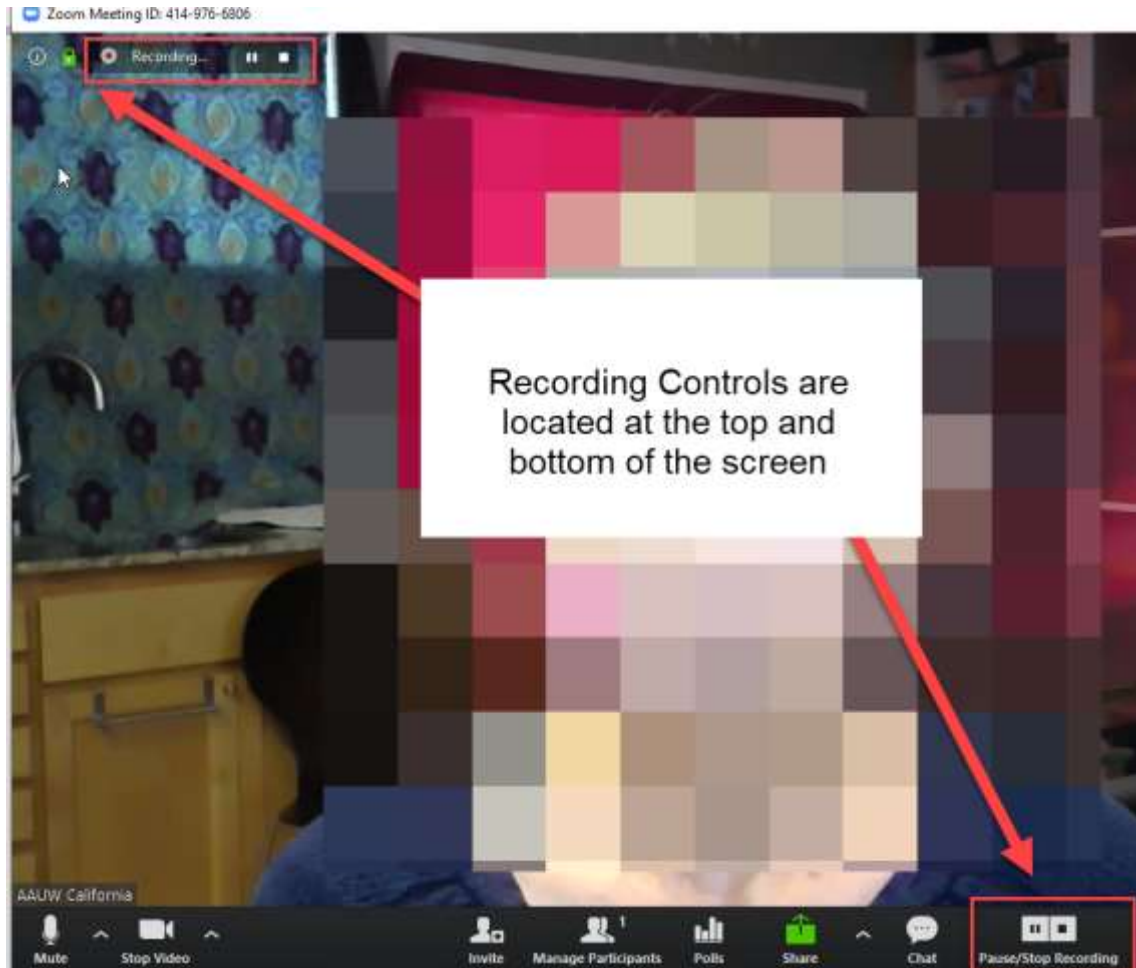 Zoom Meeting ID: 414-976-6806
Recording...
Recording Controls are
located at the top and
bottom of the screen
AAUW California
Mute
Stop Video
Invite
Manage Participants
1
Polls
Share
Chat
Pause/Stop Recording